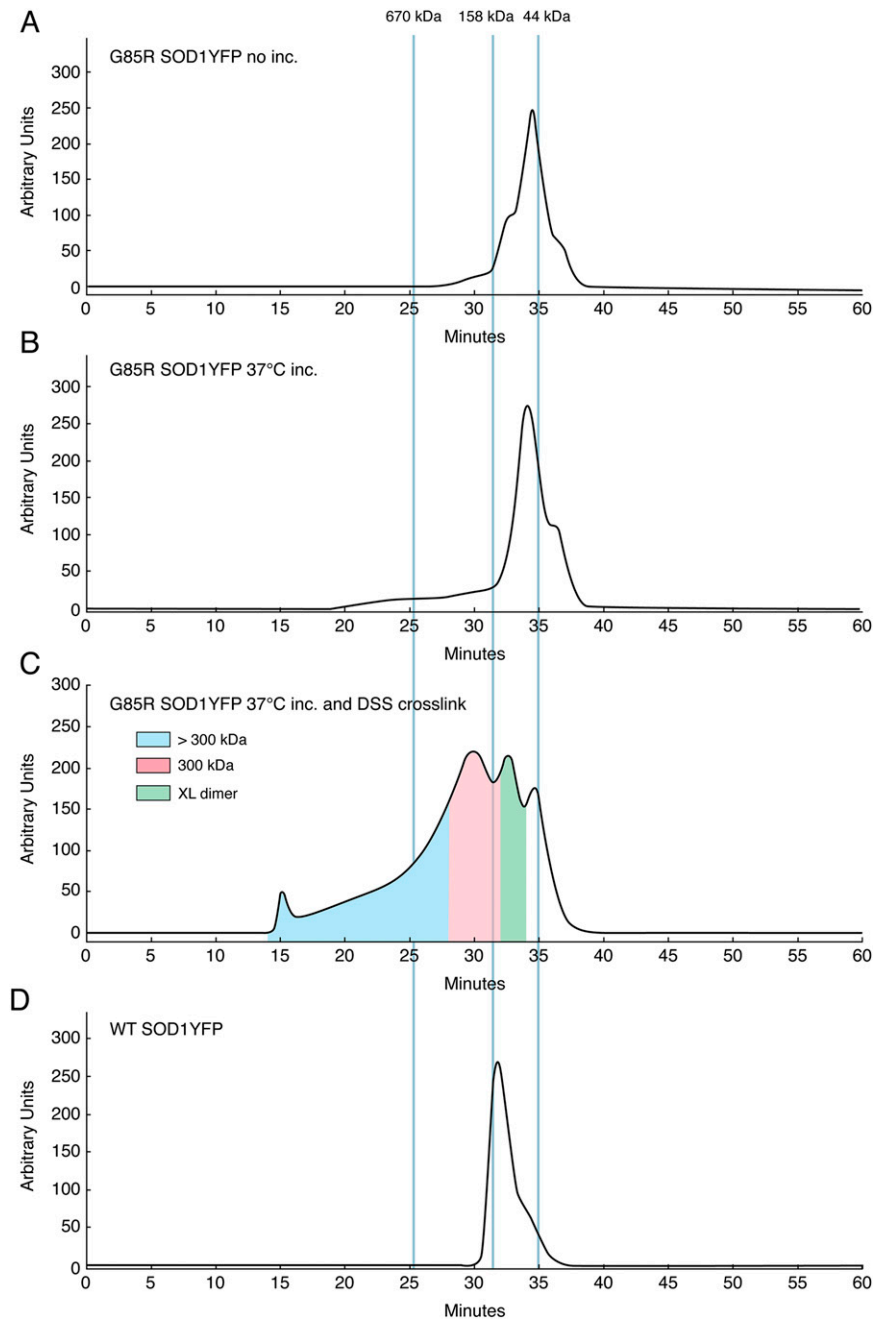 670 kDa 158 kDa 44 kDa
A
G85R SOD1YFP no inc.
Arbitrary Units
300
250
200
150
100
50
0
0 5 10 15 20 25 30 35 40 45 50 55 60
Minutes
B
G85R SOD1YFP 37°C inc.
Arbitrary Units
300
250
200
150
100
50
0
0 5 10 15 20 25 30 35 40 45 50 55 60
Minutes
C
G85R SOD1YFP 37°C inc. and DSS crosslink
> 300 kDa
300 kDa
XL dimer
Arbitrary Units
300
250
200
150
100
50
0
0 5 10 15 20 25 30 35 40 45 50 55 60
Minutes
D
WT SOD1YFP
Arbitrary Units
300
250
200
150
100
50
0
0 5 10 15 20 25 30 35 40 45 50 55 60
Minutes